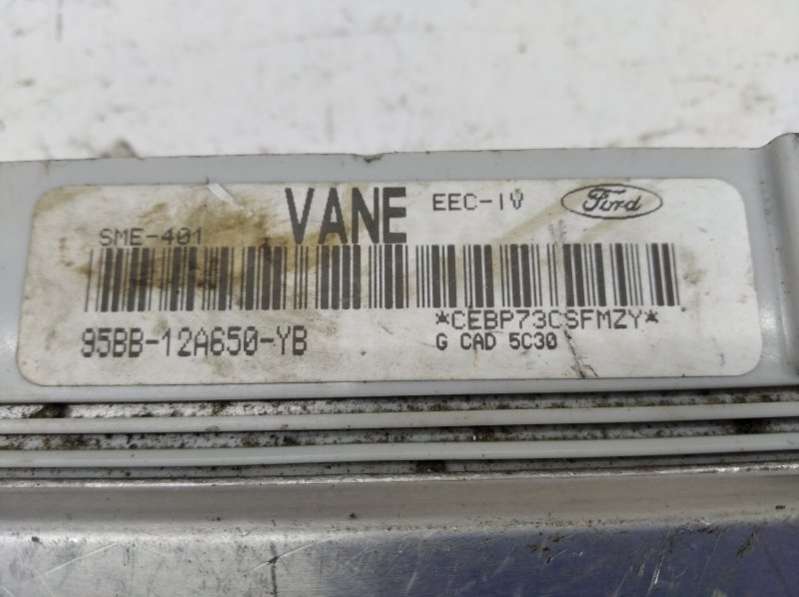 VANE EEC-IV Ford
SME-401
*CEBP73CSFMZY*
95BB-12A650-YB
G CAD 5C30